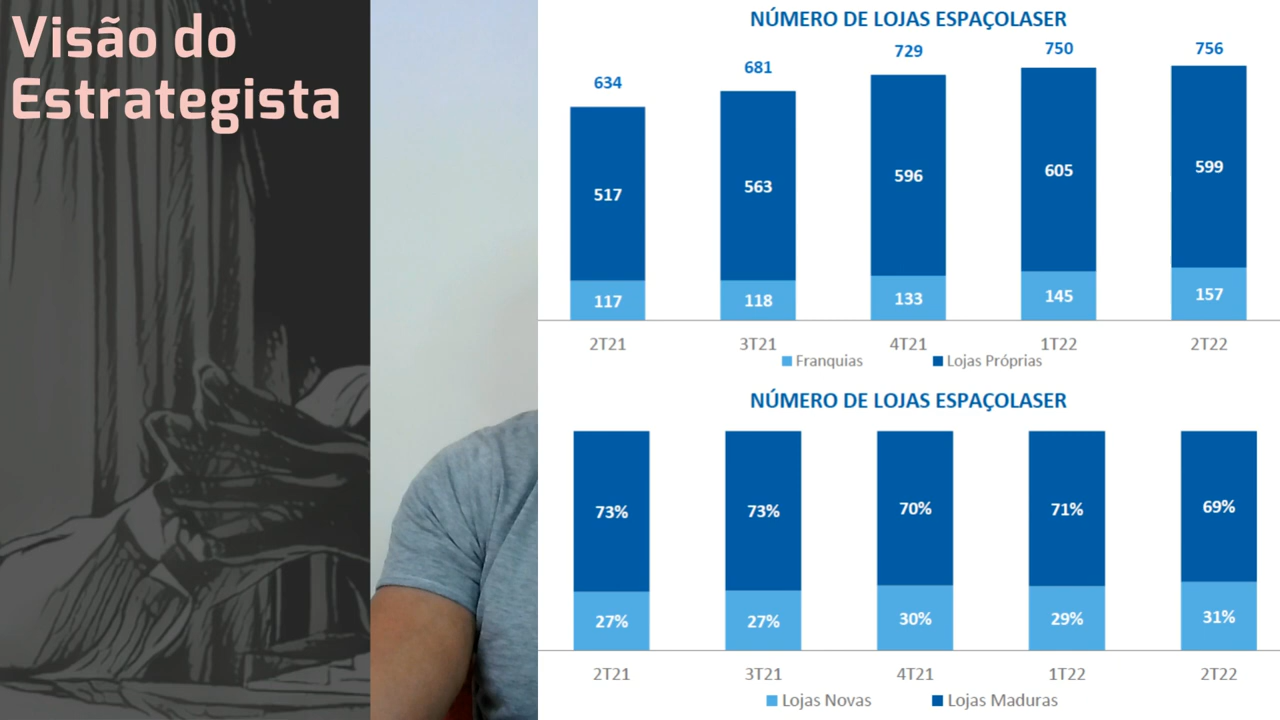 Visão do
Estrategista
NÚMERO DE LOJAS ESPAÇOLASER
634 681 729 750 756
517 563 596 605 599
117 118 133 145 157
2T21 3T21 4T21 1T22 2T22
Franquias Lojas Próprias
NÚMERO DE LOJAS ESPAÇOLASER
73% 73% 70% 71% 69%
27% 27% 30% 29% 31%
2T21 3T21 4T21 1T22 2T22
Lojas Novas Lojas Maduras